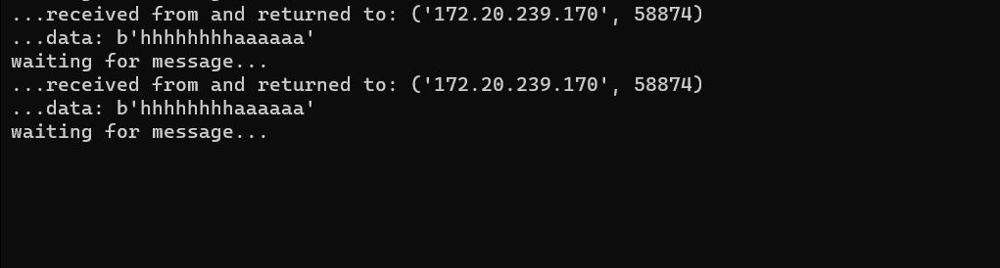 ...received from and returned to: ('172.20.239.170', 58874)
...data: b'hhhhhhhhaaaaaa'
waiting for message...
...received from and returned to: ('172.20.239.170', 58874)
...data: b'hhhhhhhhaaaaaa'
waiting for message...